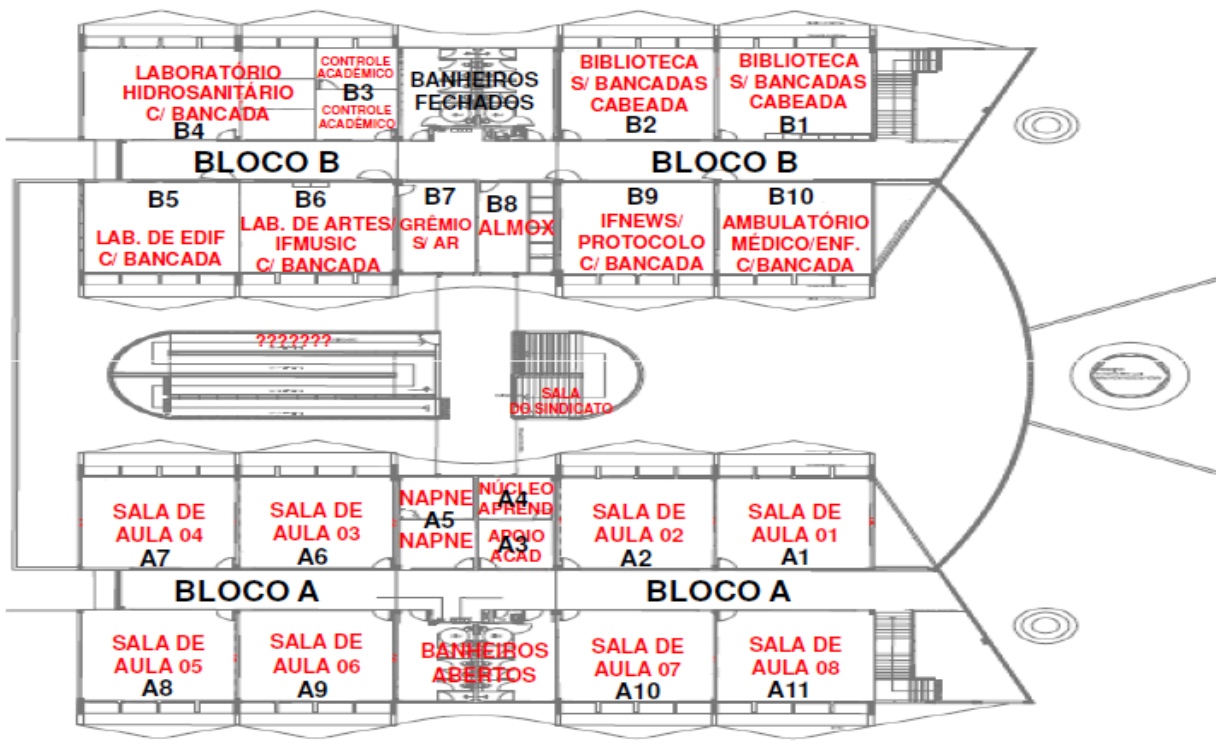 LABORATÓRIO
HIDROSANITÁRIO
C/ BANCADA
B4
CONTROLE
ACADÊMICO
B3
CONTROLE
ACADÊMICO
BANHEIROS
FECHADOS
BIBLIOTECA
S/ BANCADAS
CABEADA
B2
BIBLIOTECA
S/ BANCADAS
CABEADA
B1
BLOCO B
BLOCO B
B5
LAB. DE EDIF
C/ BANCADA
B6
LAB. DE ARTES/
IFMUSIC
C/ BANCADA
B7
GRÊMIO
S/ AR
B8
ALMOX
B9
IFNEWS/
PROTOCOLO
C/ BANCADA
B10
AMBULATÓRIO
MÉDICO/ENF.
C/BANCADA
???????
SALA
DO SINDICATO
SALA DE
AULA 04
A7
SALA DE
AULA 03
A6
NAPNE
A5
NAPNE
NÚCLEO
A4
APREND
APOIO
A3
ACAD
SALA DE
AULA 02
A2
SALA DE
AULA 01
A1
BLOCO A
BLOCO A
SALA DE
AULA 05
A8
SALA DE
AULA 06
A9
BANHEIROS
ABERTOS
SALA DE
AULA 07
A10
SALA DE
AULA 08
A11